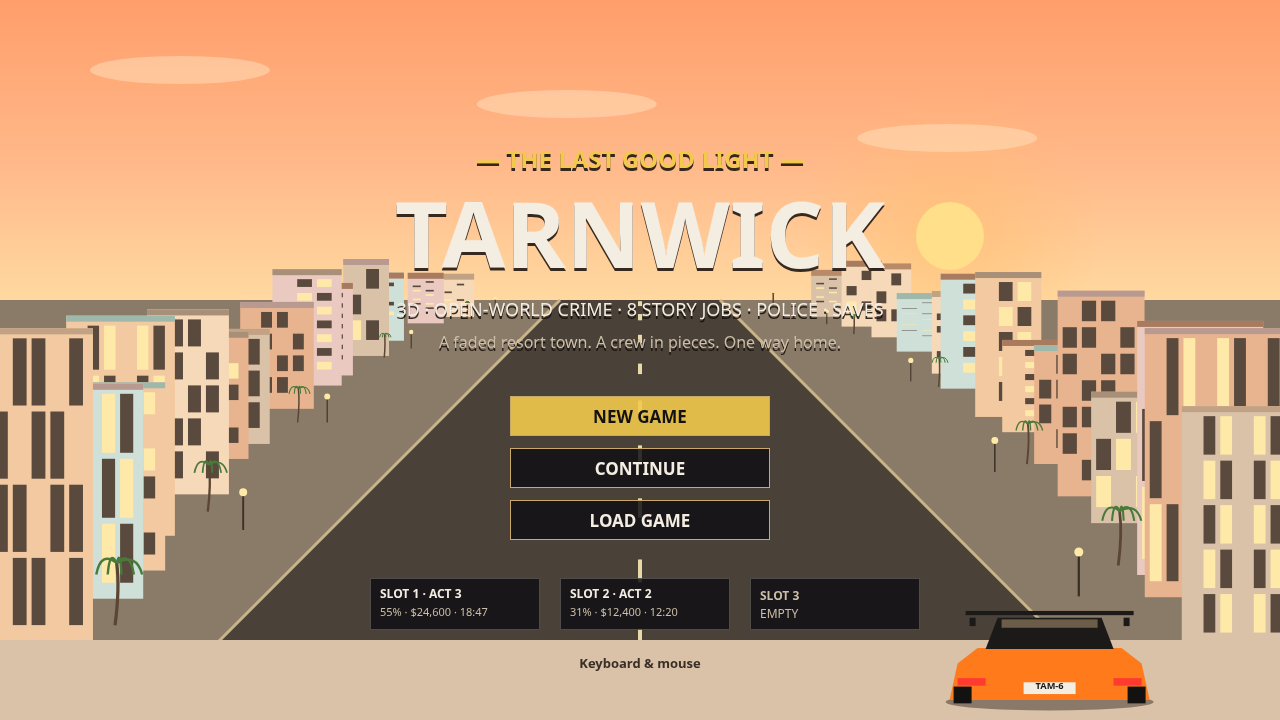 — THE LAST GOOD LIGHT —
TARNWICK
3D · OPEN-WORLD CRIME · 8 STORY JOBS · POLICE · SAVES
A faded resort town. A crew in pieces. One way home.
NEW GAME
CONTINUE
LOAD GAME
SLOT 1 · ACT 3
55% · $24,600 · 18:47
SLOT 2 · ACT 2
31% · $12,400 · 12:20
SLOT 3
EMPTY
Keyboard & mouse
TAM-6